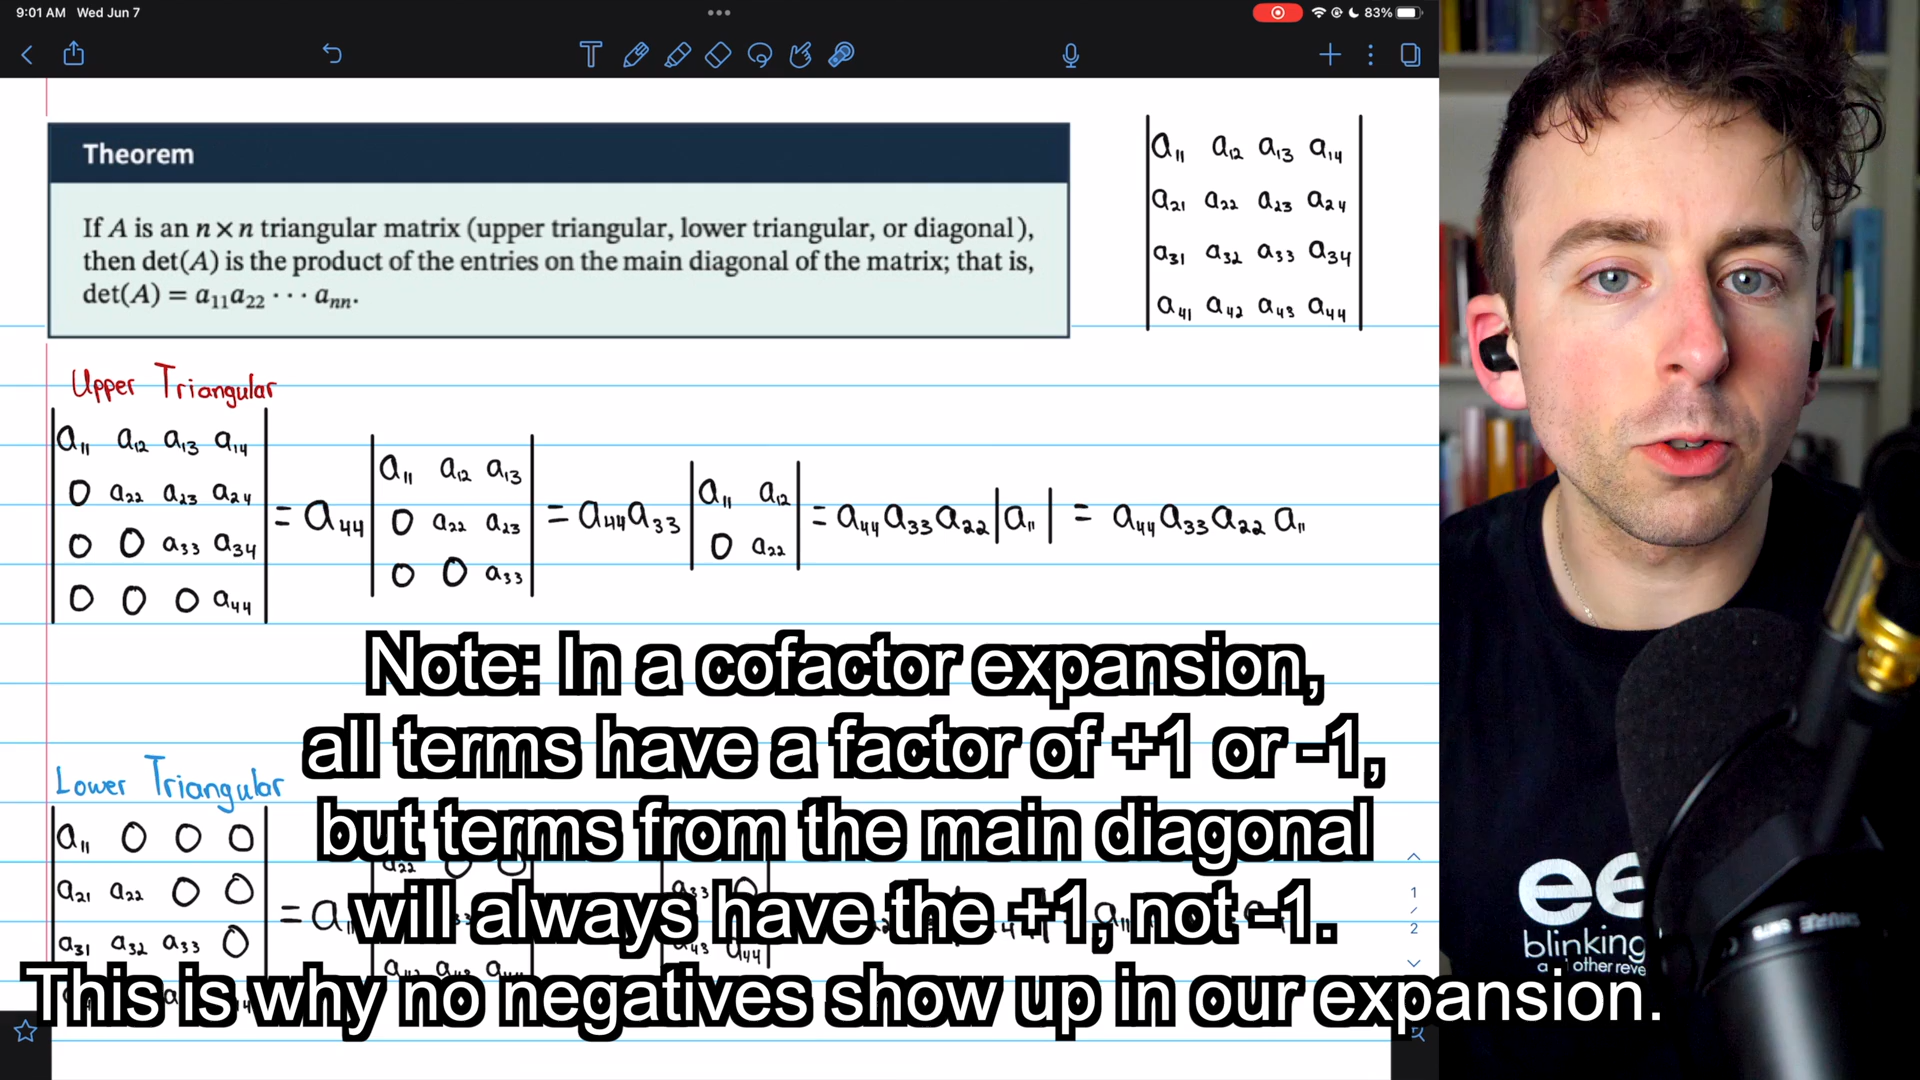 9:01 AM Wed Jun 7
83%
Theorem
If A is an n × n triangular matrix (upper triangular, lower triangular, or diagonal),
then det(A) is the product of the entries on the main diagonal of the matrix; that is,
det(A) = a₁₁a₂₂ · · · aₙₙ.
a₁₁ a₁₂ a₁₃ a₁₄
a₂₁ a₂₂ a₂₃ a₂₄
a₃₁ a₃₂ a₃₃ a₃₄
a₄₁ a₄₂ a₄₃ a₄₄
Upper Triangular
|a₁₁ a₁₂ a₁₃ a₁₄|
|0 a₂₂ a₂₃ a₂₄|
|0 0 a₃₃ a₃₄|
|0 0 0 a₄₄|
= a₄₄
|a₁₁ a₁₂ a₁₃|
|0 a₂₂ a₂₃|
|0 0 a₃₃|
= a₄₄a₃₃
|a₁₁ a₁₂|
|0 a₂₂|
= a₄₄a₃₃a₂₂|a₁₁| = a₄₄a₃₃a₂₂a₁₁
Note: In a cofactor expansion,
all terms have a factor of +1 or -1,
but terms from the main diagonal
will always have the +1, not -1.
This is why no negatives show up in our expansion.
Lower Triangular
a₁₁ 0 0 0
a₂₁ a₂₂ 0 0
a₃₁ a₃₂ a₃₃ 0
1
/
2
ee
blinking
other reve